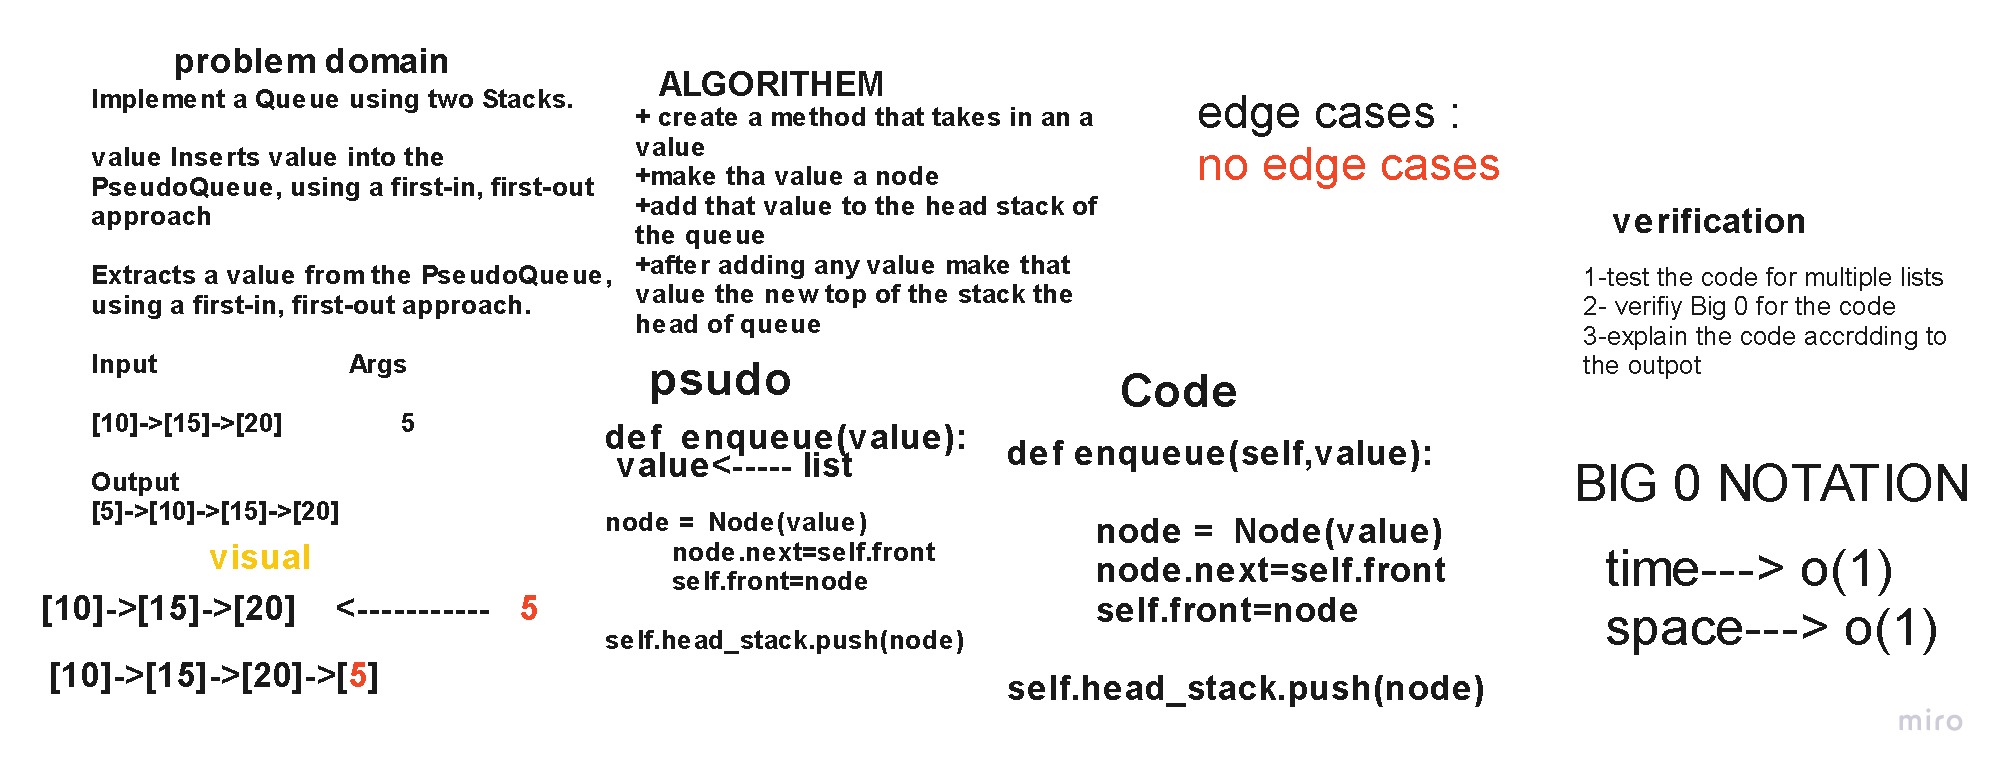 problem domain
Implement a Queue using two Stacks.
value Inserts value into the
PseudoQueue, using a first-in, first-out
approach
Extracts a value from the PseudoQueue,
using a first-in, first-out approach.
Input Args
[10]->[15]->[20] 5
Output
[5]->[10]->[15]->[20]
visual
[10]->[15]->[20] <----------- 5
[10]->[15]->[20]->[5]
ALGORITHEM
+ create a method that takes in an a
value
+make tha value a node
+add that value to the head stack of
the queue
+after adding any value make that
value the new top of the stack the
head of queue
psudo
def enqueue(value):
value<----- list
node = Node(value)
node.next=self.front
self.front=node
self.head_stack.push(node)
edge cases :
no edge cases
Code
def enqueue(self,value):
node = Node(value)
node.next=self.front
self.front=node
self.head_stack.push(node)
verification
1-test the code for multiple lists
2- verifiy Big 0 for the code
3-explain the code accrdding to
the outpot
BIG 0 NOTATION
time---> o(1)
space---> o(1)
miro